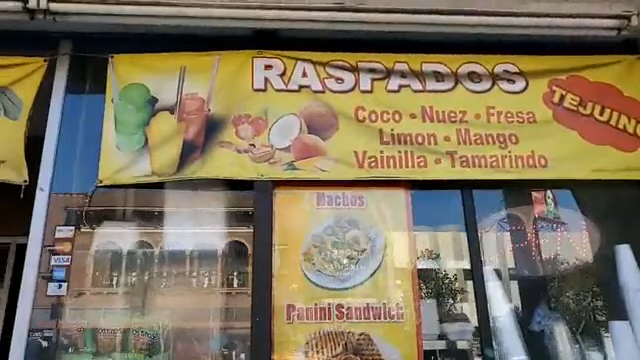 RASPADOS
Coco • Nuez • Fresa
Limon • Mango
Vainilla • Tamarindo
TEJUIN
Nachos
Panini Sandwich
VISA